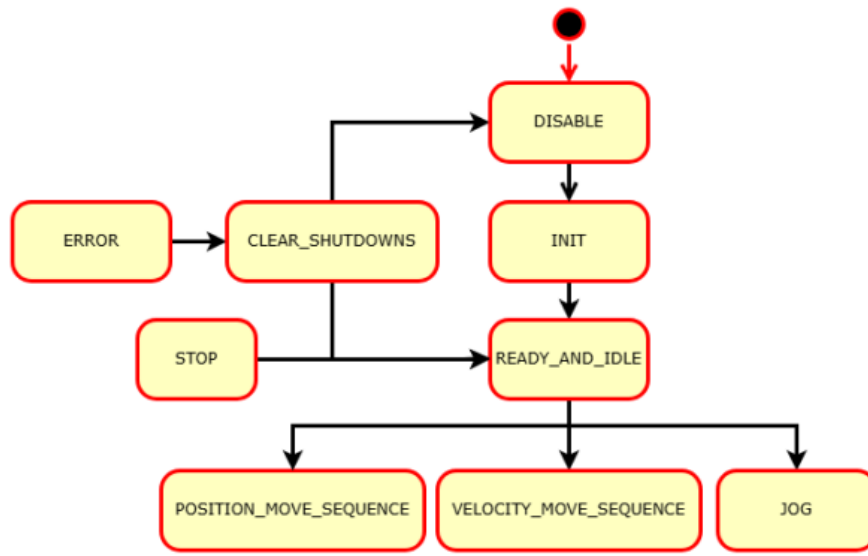 DISABLE
ERROR
CLEAR_SHUTDOWNS
INIT
STOP
READY_AND_IDLE
POSITION_MOVE_SEQUENCE
VELOCITY_MOVE_SEQUENCE
JOG